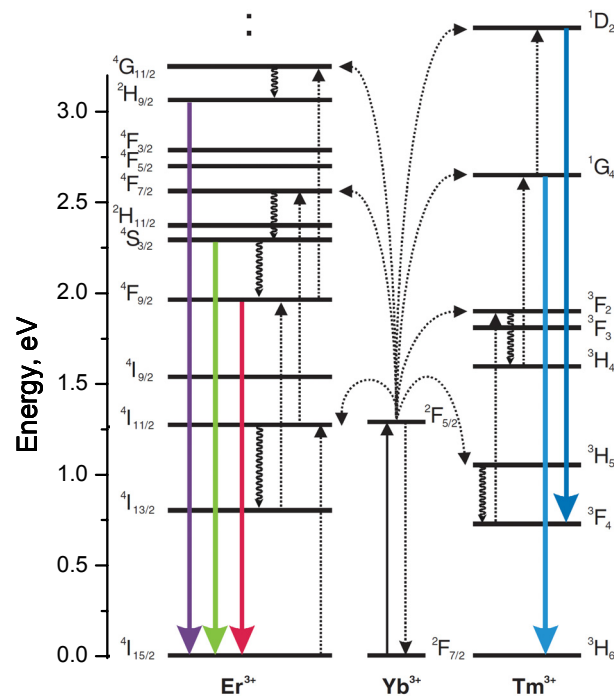 ⁴G₁₁/₂
²H₉/₂
⁴F₃/₂
⁴F₅/₂
⁴F₇/₂
²H₁₁/₂
⁴S₃/₂
⁴F₉/₂
⁴I₉/₂
⁴I₁₁/₂
⁴I₁₃/₂
⁴I₁₅/₂
Energy, eV
3.0
2.5
2.0
1.5
1.0
0.5
0.0
²F₅/₂
²F₇/₂
¹D₂
¹G₄
³F₂
³F₃
³H₄
³H₅
³F₄
³H₆
Er³⁺
Yb³⁺
Tm³⁺